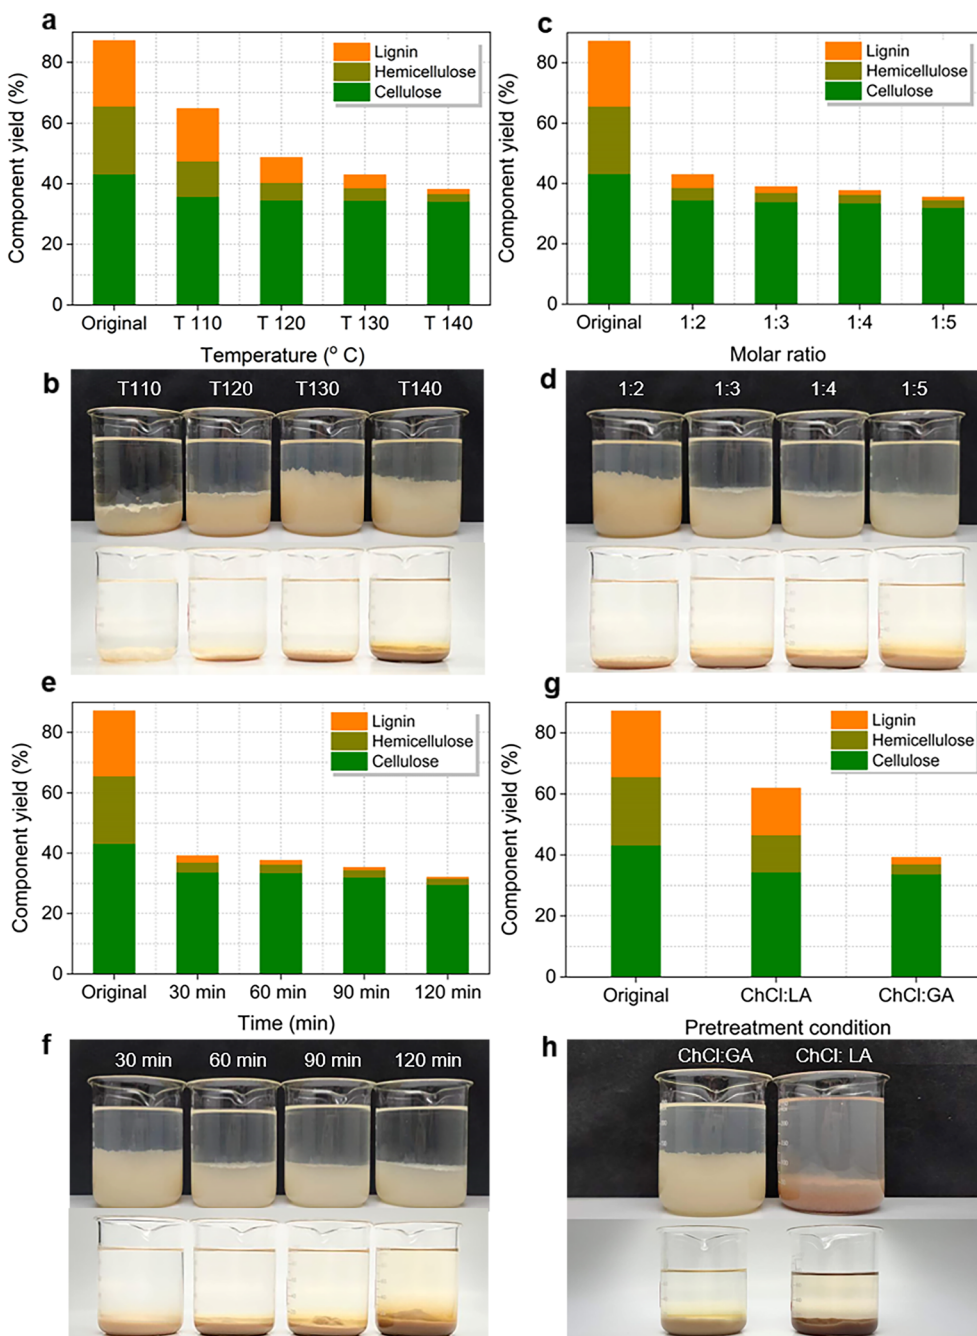 a
Component yield (%)
80
60
40
20
0
Lignin
Hemicellulose
Cellulose
Original T 110 T 120 T 130 T 140
Temperature (° C)
c
Component yield (%)
80
60
40
20
0
Lignin
Hemicellulose
Cellulose
Original 1:2 1:3 1:4 1:5
Molar ratio
b
T110 T120 T130 T140
d
1:2 1:3 1:4 1:5
e
Component yield (%)
80
60
40
20
0
Lignin
Hemicellulose
Cellulose
Original 30 min 60 min 90 min 120 min
Time (min)
g
Component yield (%)
80
60
40
20
0
Lignin
Hemicellulose
Cellulose
Original ChCl:LA ChCl:GA
Pretreatment condition
f
30 min 60 min 90 min 120 min
h
ChCl:GA ChCl: LA